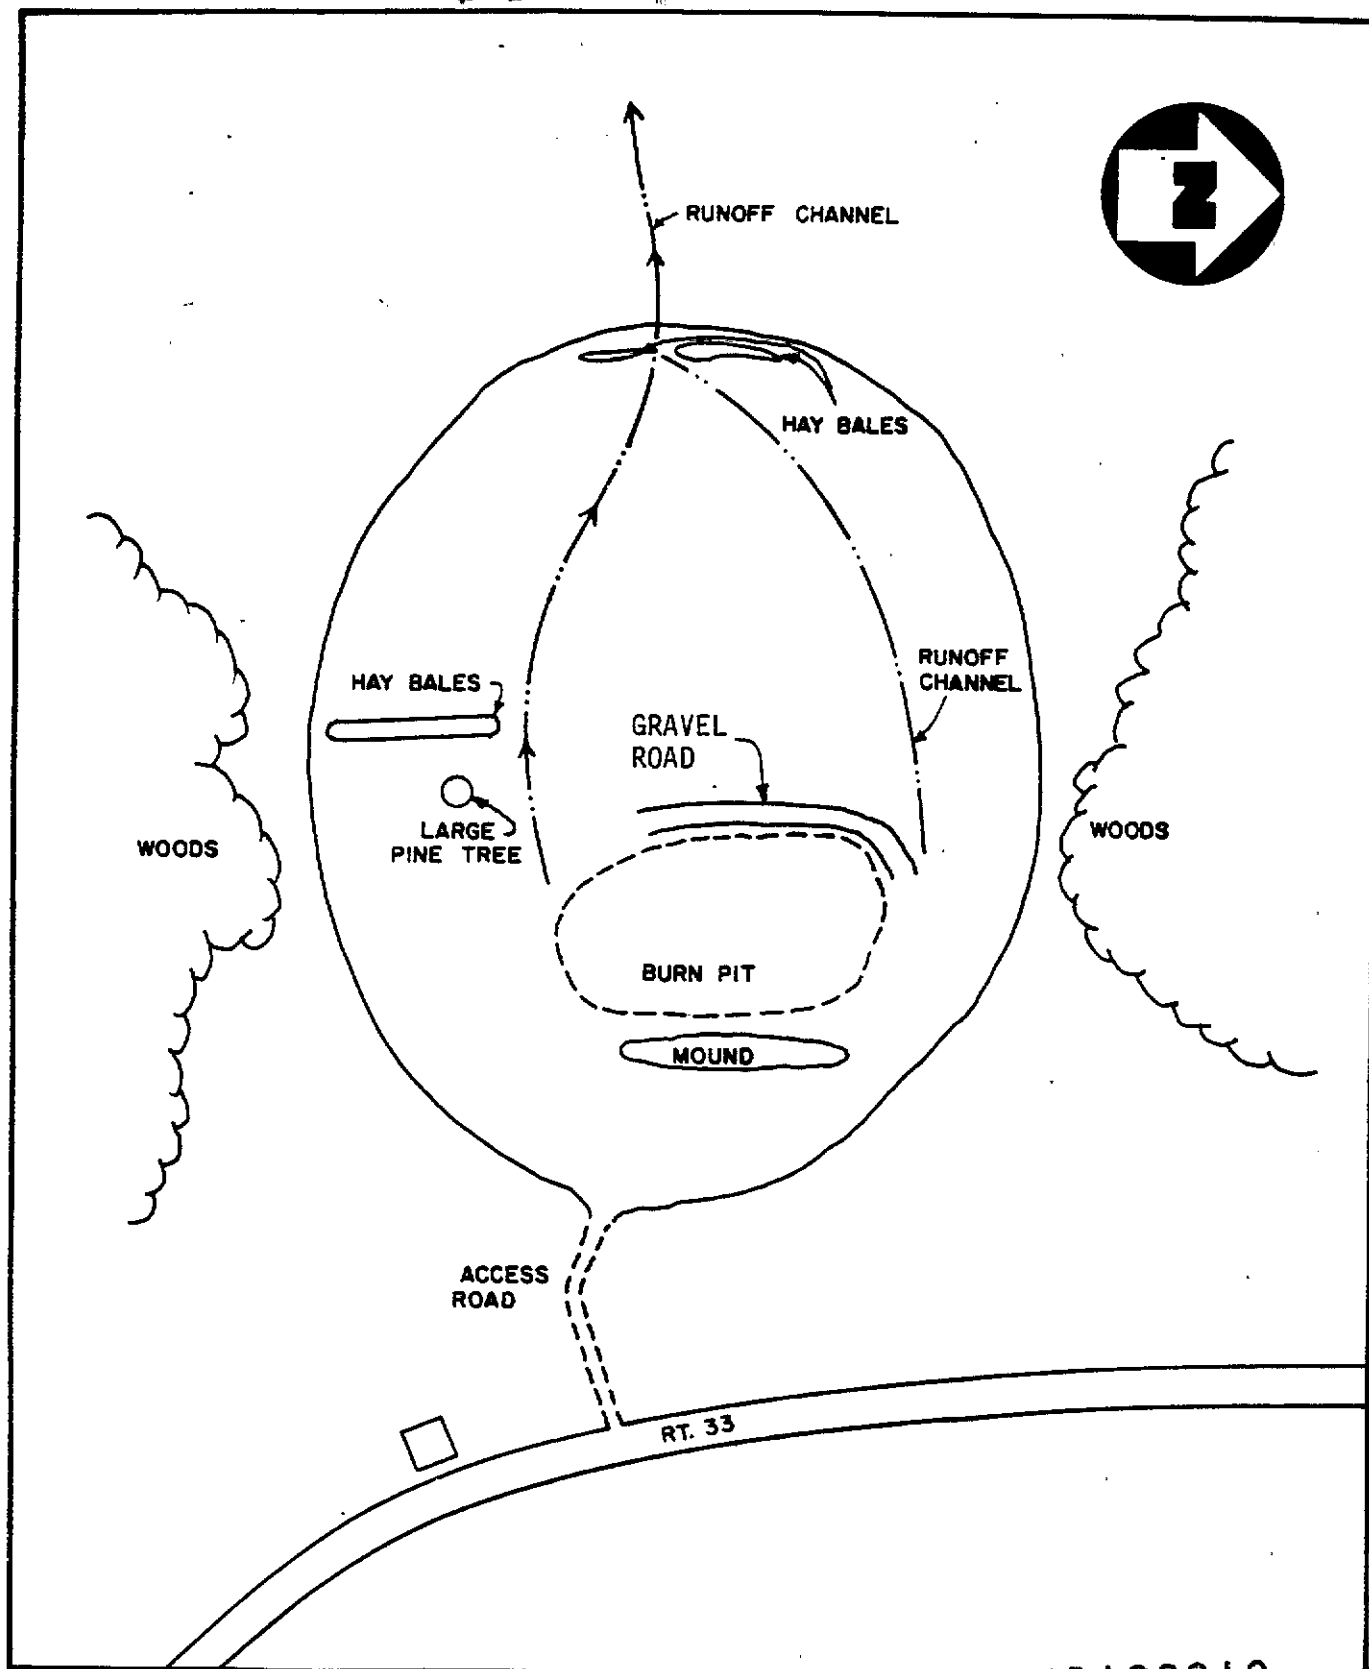 N
RUNOFF CHANNEL
HAY BALES
RUNOFF
CHANNEL
HAY BALES
GRAVEL
ROAD
LARGE
PINE TREE
WOODS
WOODS
BURN PIT
MOUND
ACCESS
ROAD
RT. 33